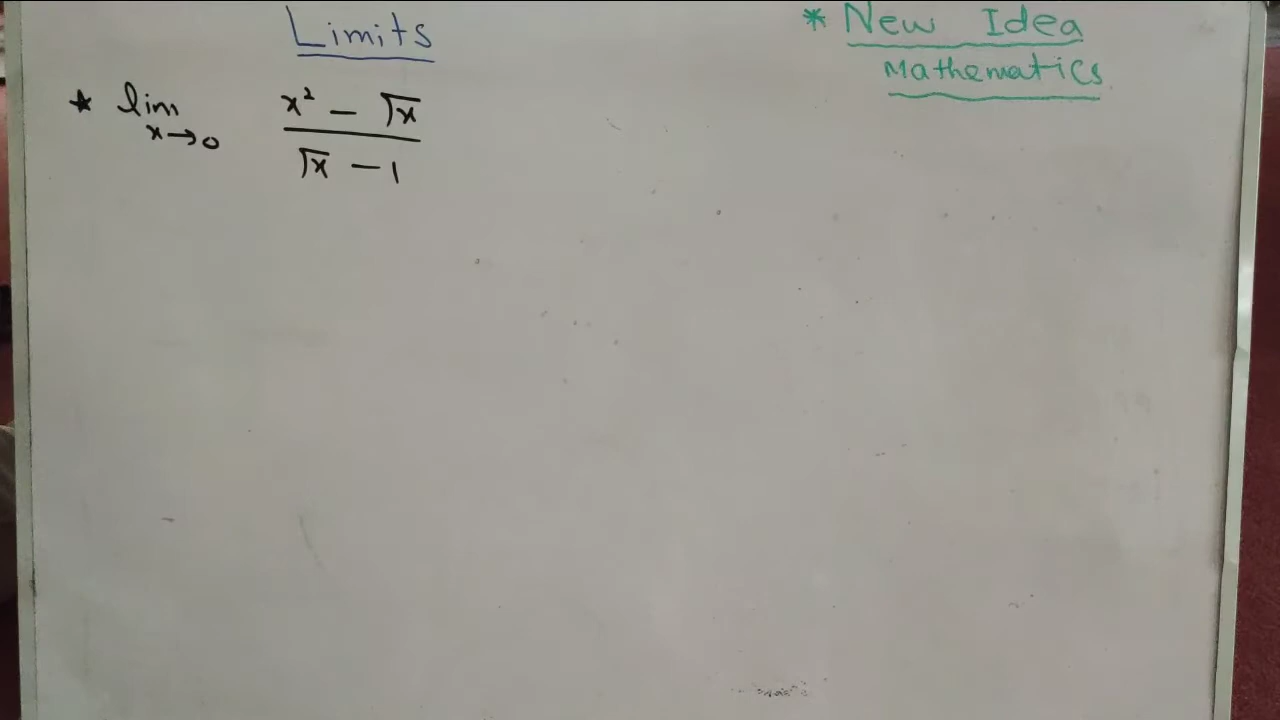 Limits
* New Idea
Mathematics
★ lim x→0 (x² - √x) / (√x - 1)